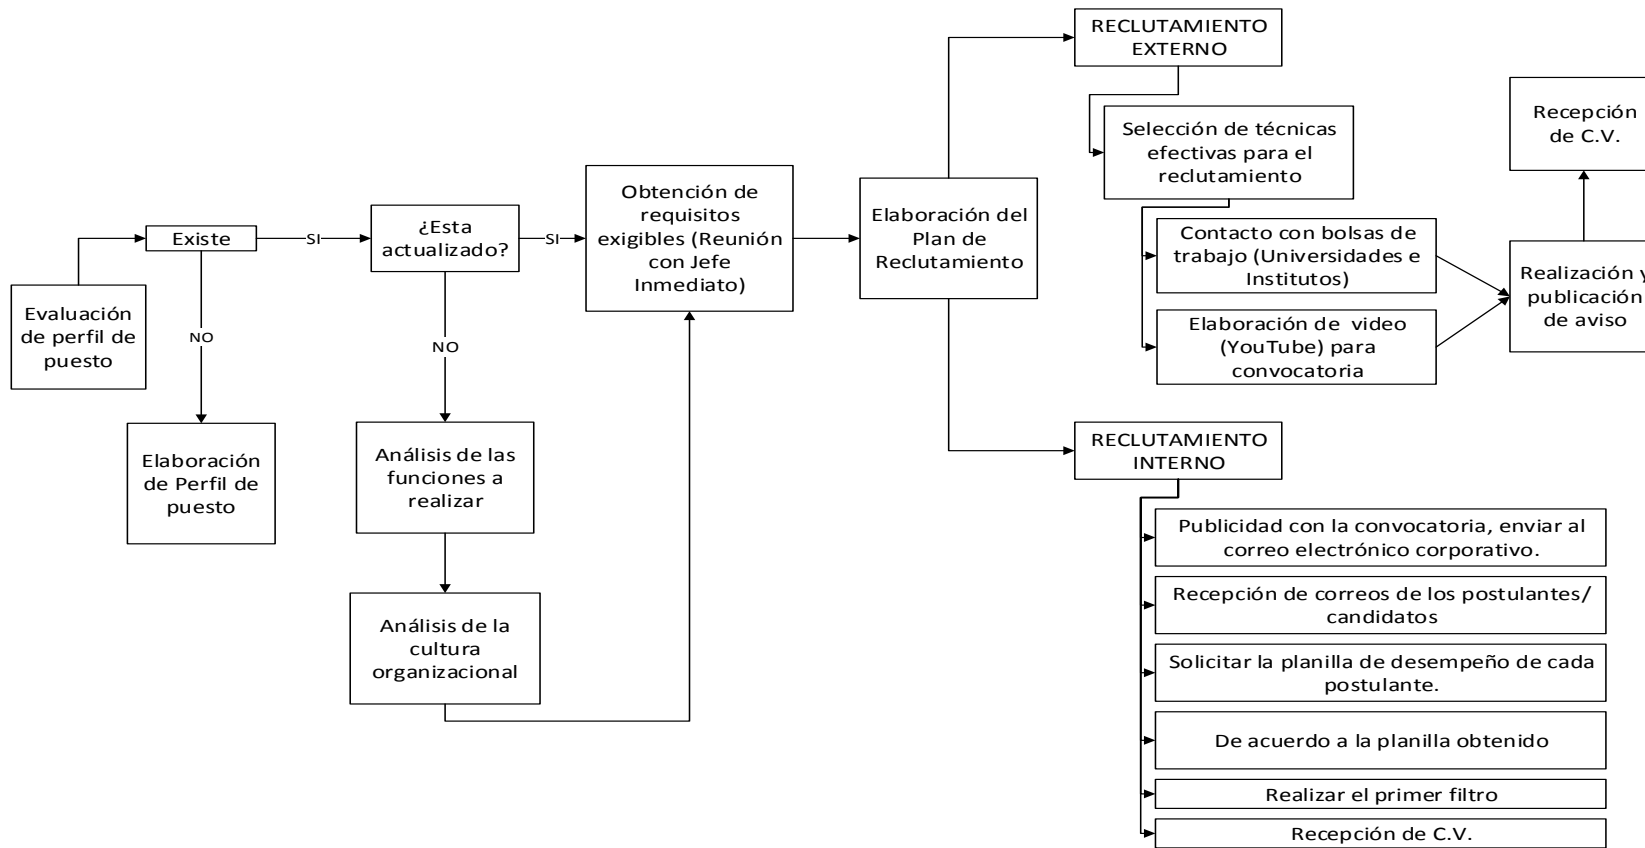 Evaluación
de perfil de
puesto
Existe
SI
NO
Elaboración
de Perfil de
puesto
¿Esta
actualizado?
SI
NO
Análisis de las
funciones a
realizar
Análisis de la
cultura
organizacional
Obtención de
requisitos
exigibles (Reunión
con Jefe
Inmediato)
Elaboración del
Plan de
Reclutamiento
RECLUTAMIENTO
EXTERNO
Selección de técnicas
efectivas para el
reclutamiento
Contacto con bolsas de
trabajo (Universidades e
Institutos)
Elaboración de video
(YouTube) para
convocatoria
Realización y
publicación
de aviso
Recepción
de C.V.
RECLUTAMIENTO
INTERNO
Publicidad con la convocatoria, enviar al
correo electrónico corporativo.
Recepción de correos de los postulantes/
candidatos
Solicitar la planilla de desempeño de cada
postulante.
De acuerdo a la planilla obtenido
Realizar el primer filtro
Recepción de C.V.